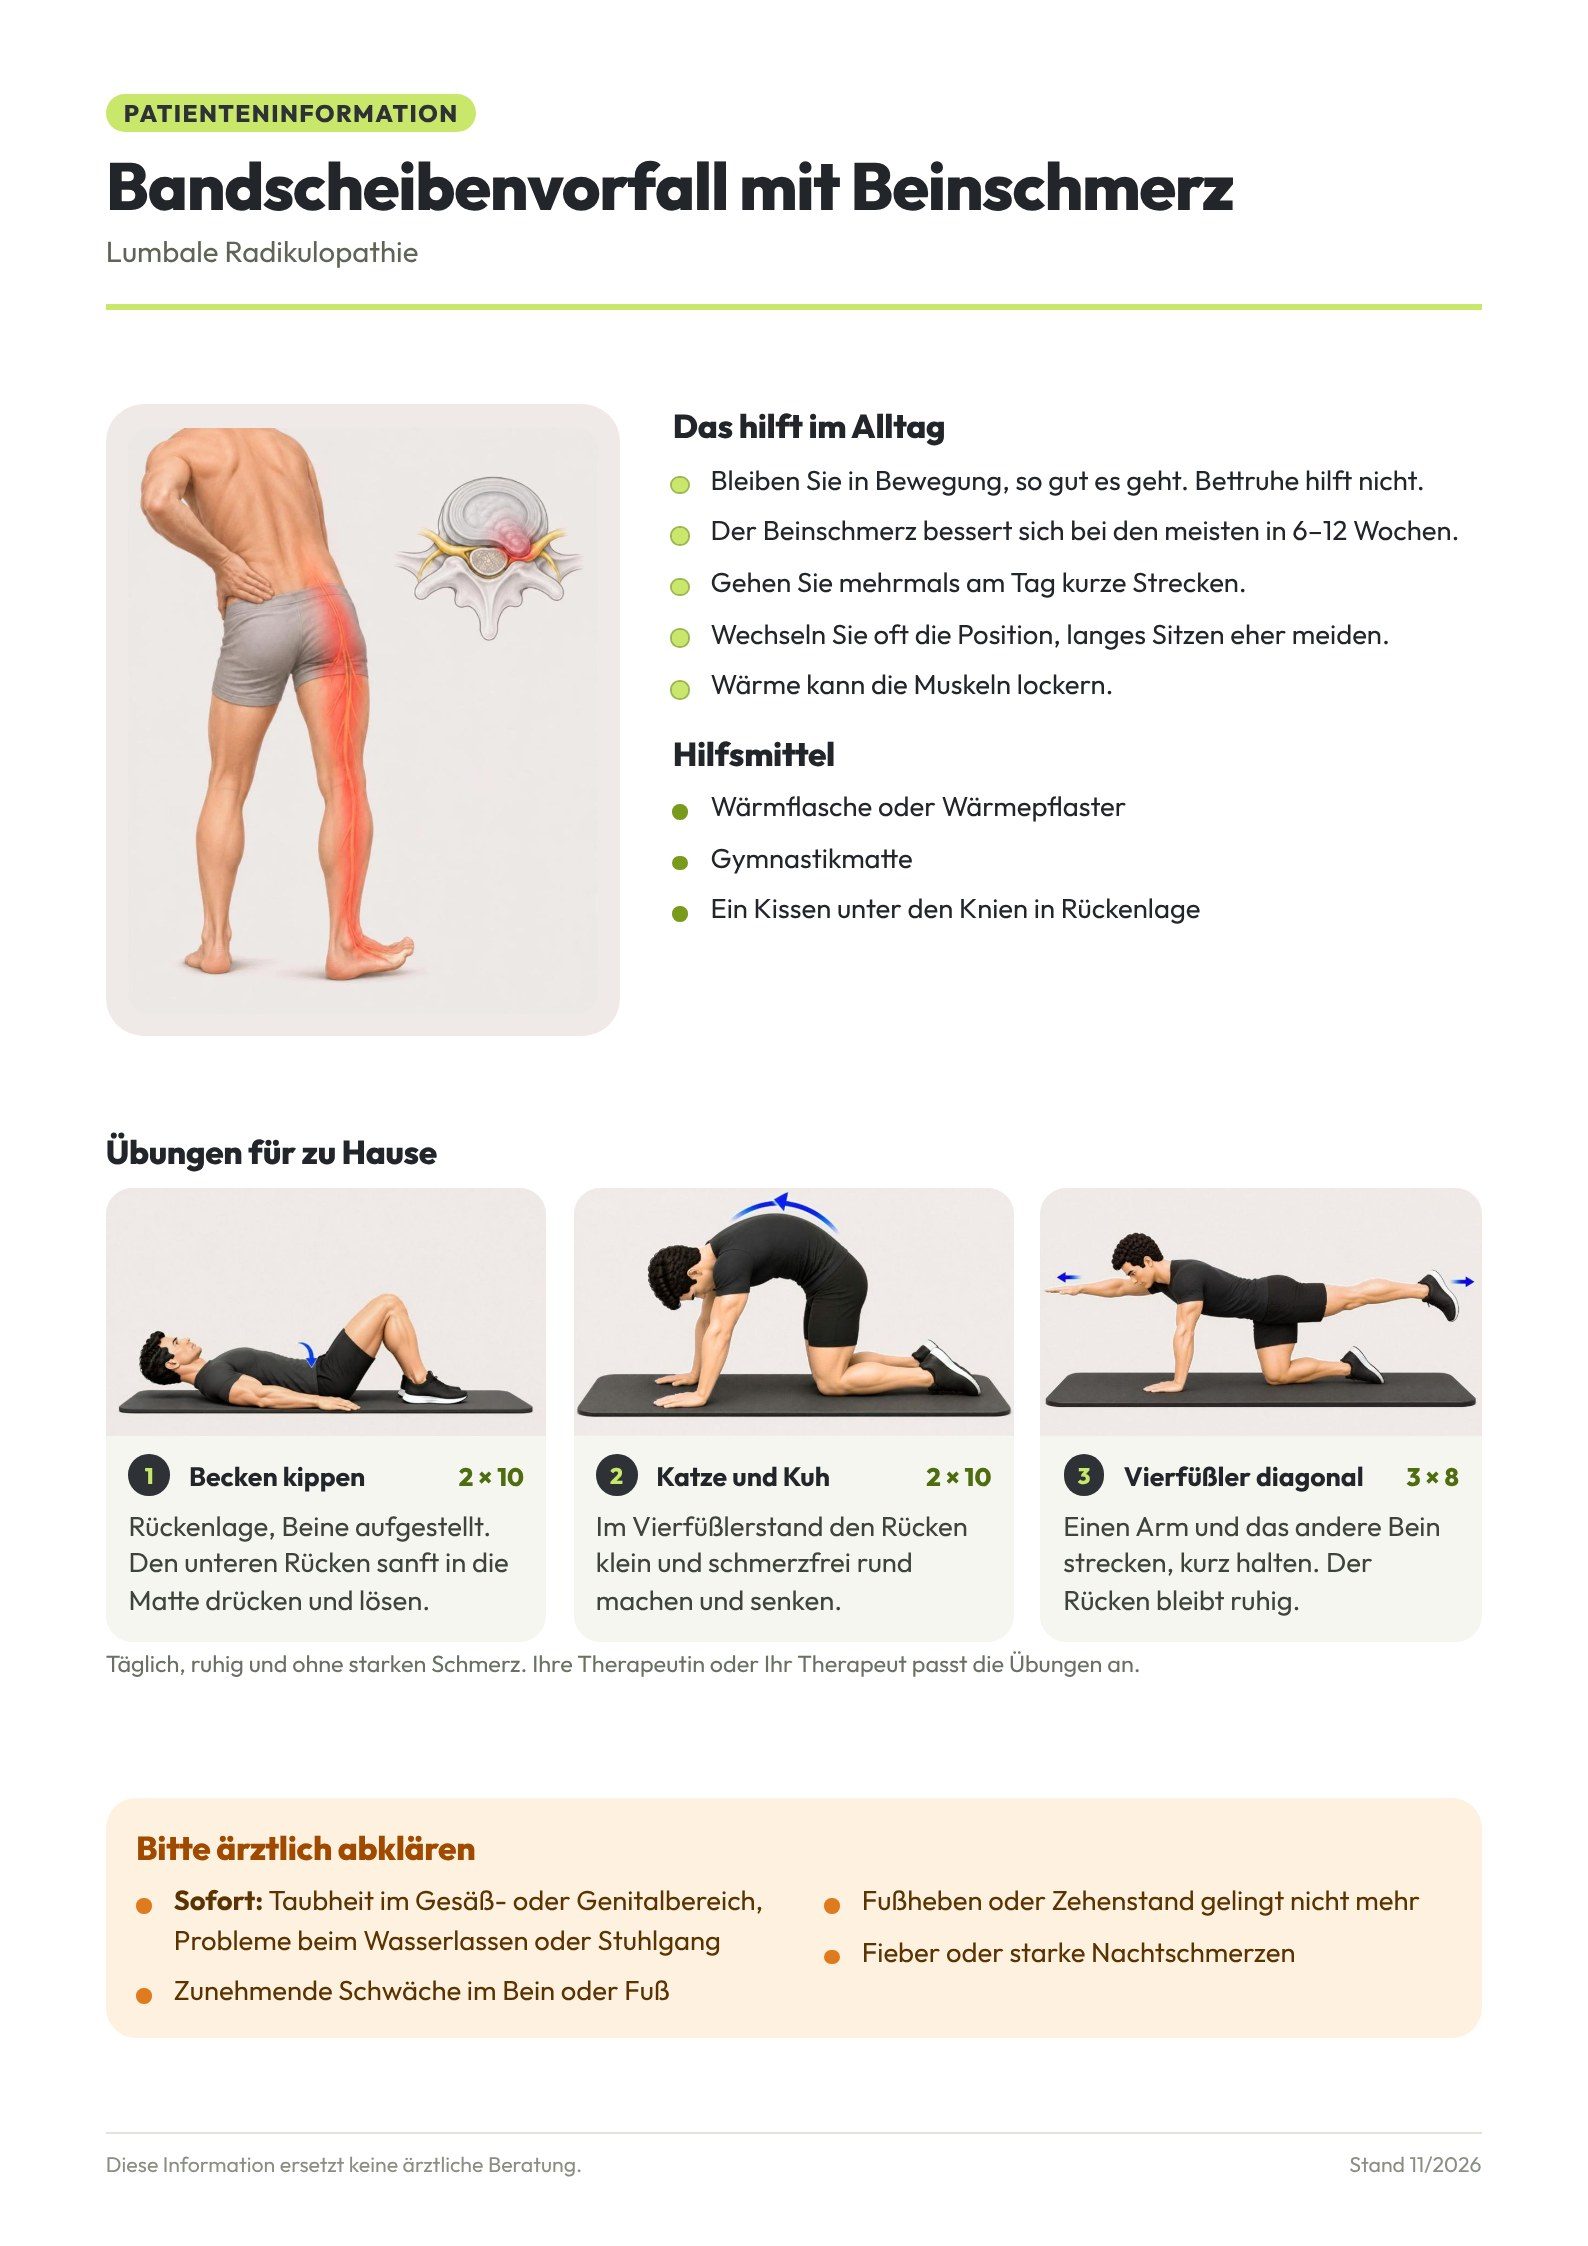 PATIENTENINFORMATION
Bandscheibenvorfall mit Beinschmerz
Lumbale Radikulopathie
Das hilft im Alltag
Bleiben Sie in Bewegung, so gut es geht. Bettruhe hilft nicht.
Der Beinschmerz bessert sich bei den meisten in 6–12 Wochen.
Gehen Sie mehrmals am Tag kurze Strecken.
Wechseln Sie oft die Position, langes Sitzen eher meiden.
Wärme kann die Muskeln lockern.
Hilfsmittel
Wärmflasche oder Wärmepflaster
Gymnastikmatte
Ein Kissen unter den Knien in Rückenlage
Übungen für zu Hause
1 Becken kippen 2 × 10
Rückenlage, Beine aufgestellt.
Den unteren Rücken sanft in die
Matte drücken und lösen.
2 Katze und Kuh 2 × 10
Im Vierfüßlerstand den Rücken
klein und schmerzfrei rund
machen und senken.
3 Vierfüßler diagonal 3 × 8
Einen Arm und das andere Bein
strecken, kurz halten. Der
Rücken bleibt ruhig.
Täglich, ruhig und ohne starken Schmerz. Ihre Therapeutin oder Ihr Therapeut passt die Übungen an.
Bitte ärztlich abklären
Sofort: Taubheit im Gesäß- oder Genitalbereich,
Probleme beim Wasserlassen oder Stuhlgang
Zunehmende Schwäche im Bein oder Fuß
Fußheben oder Zehenstand gelingt nicht mehr
Fieber oder starke Nachtschmerzen
Diese Information ersetzt keine ärztliche Beratung.
Stand 11/2026